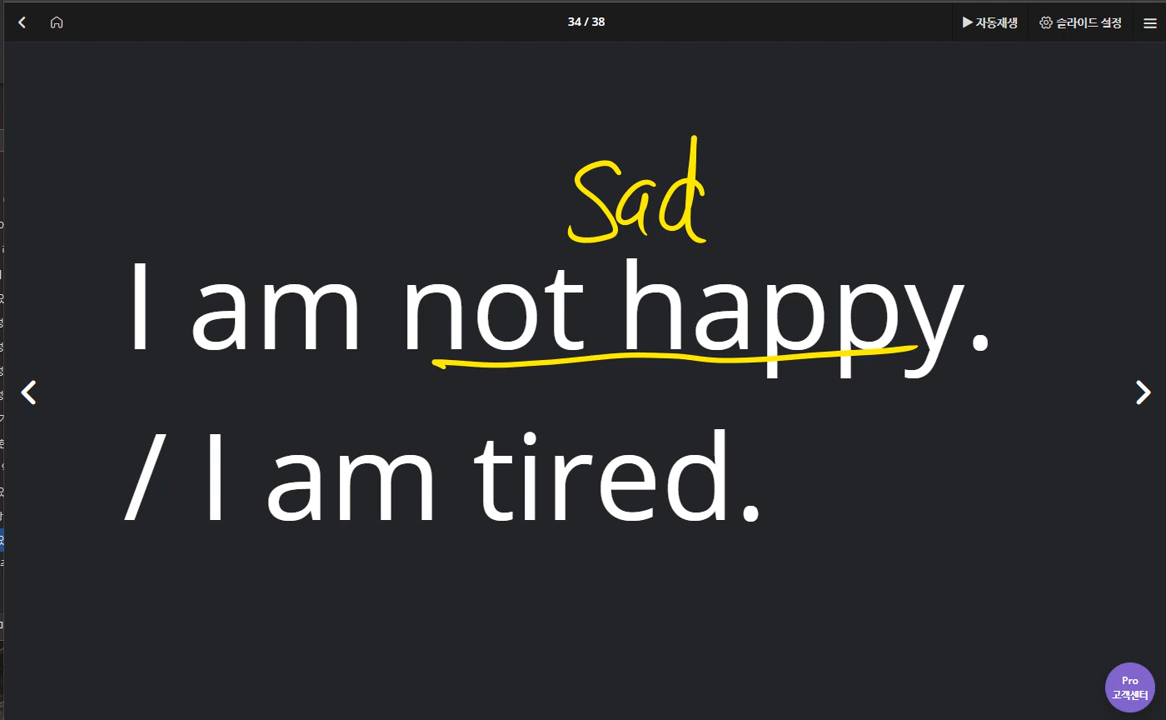 34 / 38
▶ 자동재생
슬라이드 설정
Sad
I am not happy.
/ I am tired.
Pro
고객센터